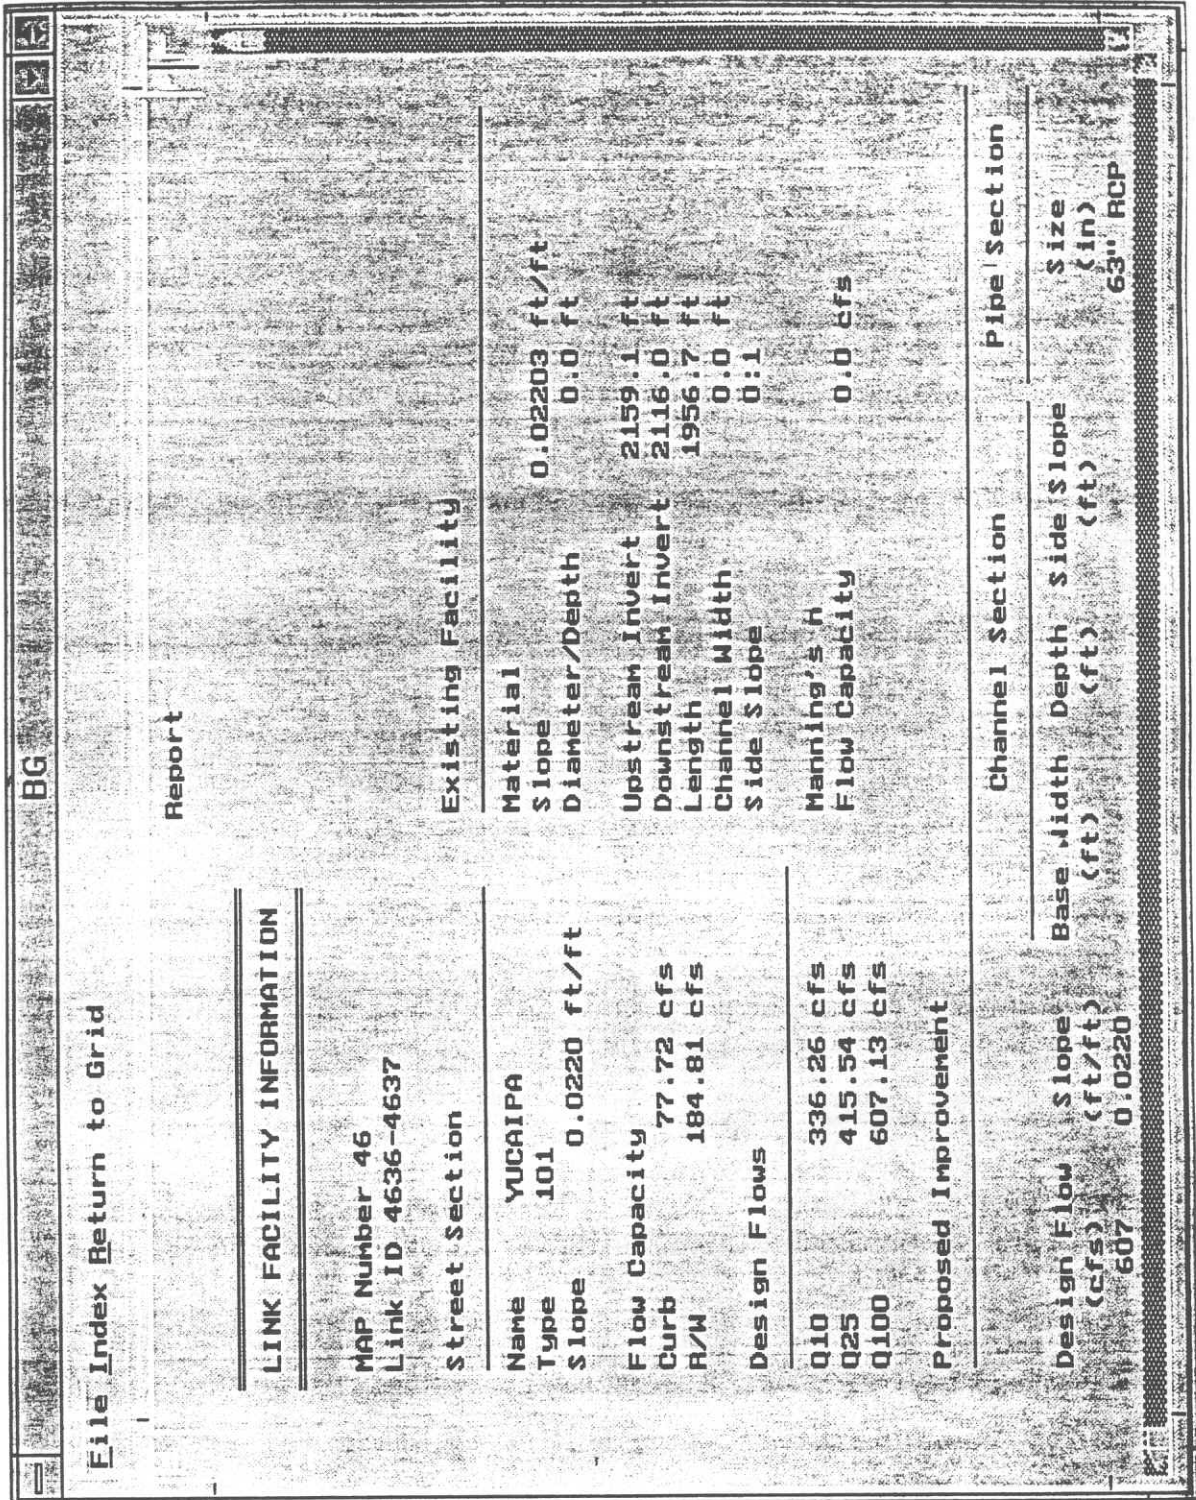 BG
File Index Return to Grid
Report
LINK FACILITY INFORMATION
MAP Number 46
Link ID 4636-4637
Street Section Existing Facility
Name YUCAIPA Material
Type 101 Slope 0.022203 ft/ft
Slope 0.0220 ft/ft Diameter/Depth 0.0 ft
Flow Capacity Upstream Invert 2159.1 ft
Curb 77.72 cfs Downstream Invert 2116.0 ft
R/W 184.81 cfs Length 1956.7 ft
Channel Width 0.0 ft
Design Flows Side Slope 0:1
Q10 336.26 cfs Manning's n
Q25 415.54 cfs Flow Capacity 0.0 cfs
Q100 607.13 cfs
Proposed Improvement
Channel Section Pipe Section
Design Flow Slope Base Width Depth Side Slope Size
(cfs) (ft/ft) (ft) (ft) (ft) (in)
607 0.0220 63" RCP